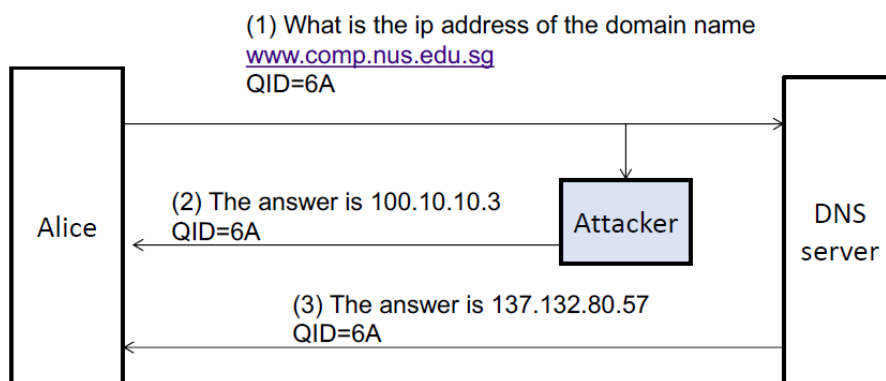 (1) What is the ip address of the domain name
www.comp.nus.edu.sg
QID=6A
Alice
(2) The answer is 100.10.10.3
QID=6A
Attacker
DNS
server
(3) The answer is 137.132.80.57
QID=6A